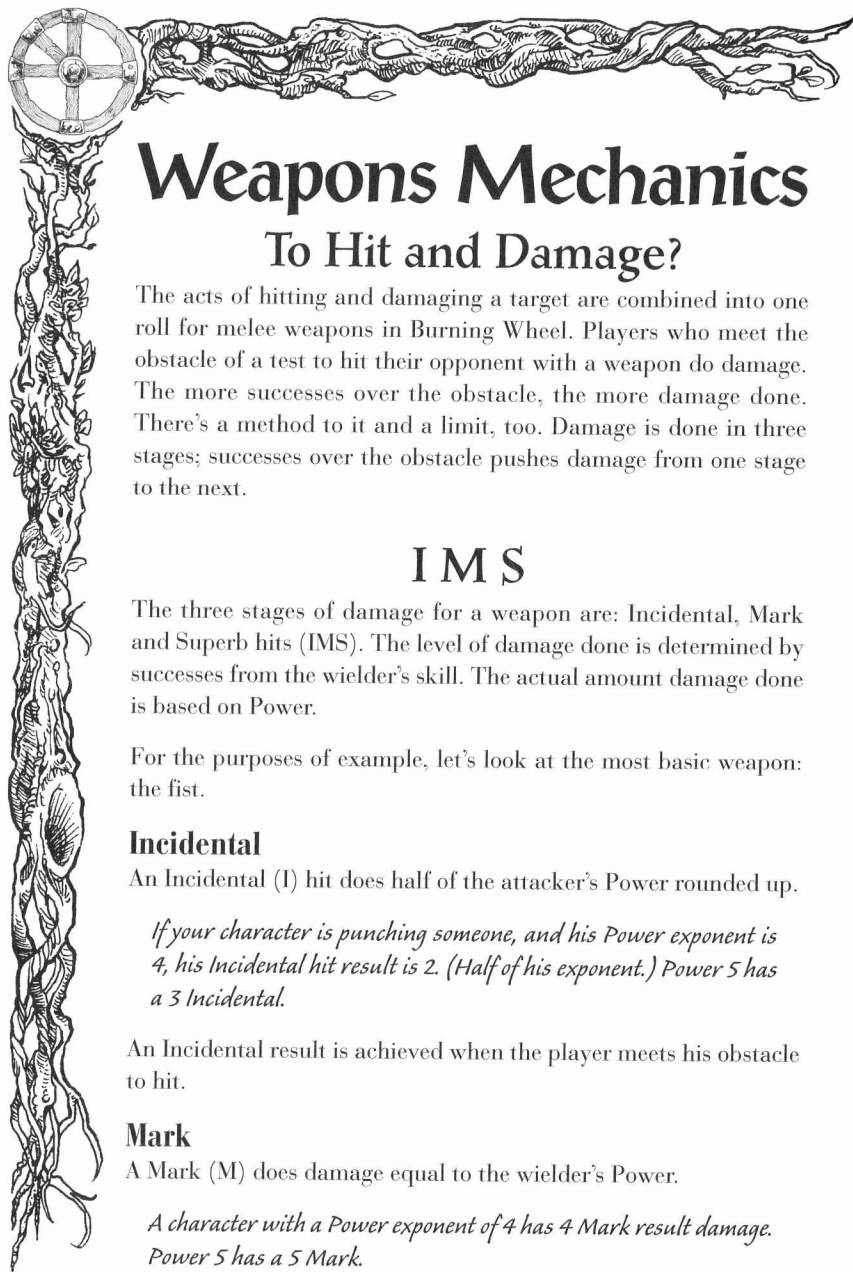 Weapons Mechanics
To Hit and Damage?
The acts of hitting and damaging a target are combined into one
roll for melee weapons in Burning Wheel. Players who meet the
obstacle of a test to hit their opponent with a weapon do damage.
The more successes over the obstacle, the more damage done.
There's a method to it and a limit, too. Damage is done in three
stages; successes over the obstacle pushes damage from one stage
to the next.
I M S
The three stages of damage for a weapon are: Incidental, Mark
and Superb hits (IMS). The level of damage done is determined by
successes from the wielder's skill. The actual amount damage done
is based on Power.
For the purposes of example, let's look at the most basic weapon:
the fist.
Incidental
An Incidental (I) hit does half of the attacker's Power rounded up.
If your character is punching someone, and his Power exponent is
4, his Incidental hit result is 2. (Half of his exponent.) Power 5 has
a 3 Incidental.
An Incidental result is achieved when the player meets his obstacle
to hit.
Mark
A Mark (M) does damage equal to the wielder's Power.
A character with a Power exponent of 4 has 4 Mark result damage.
Power 5 has a 5 Mark.